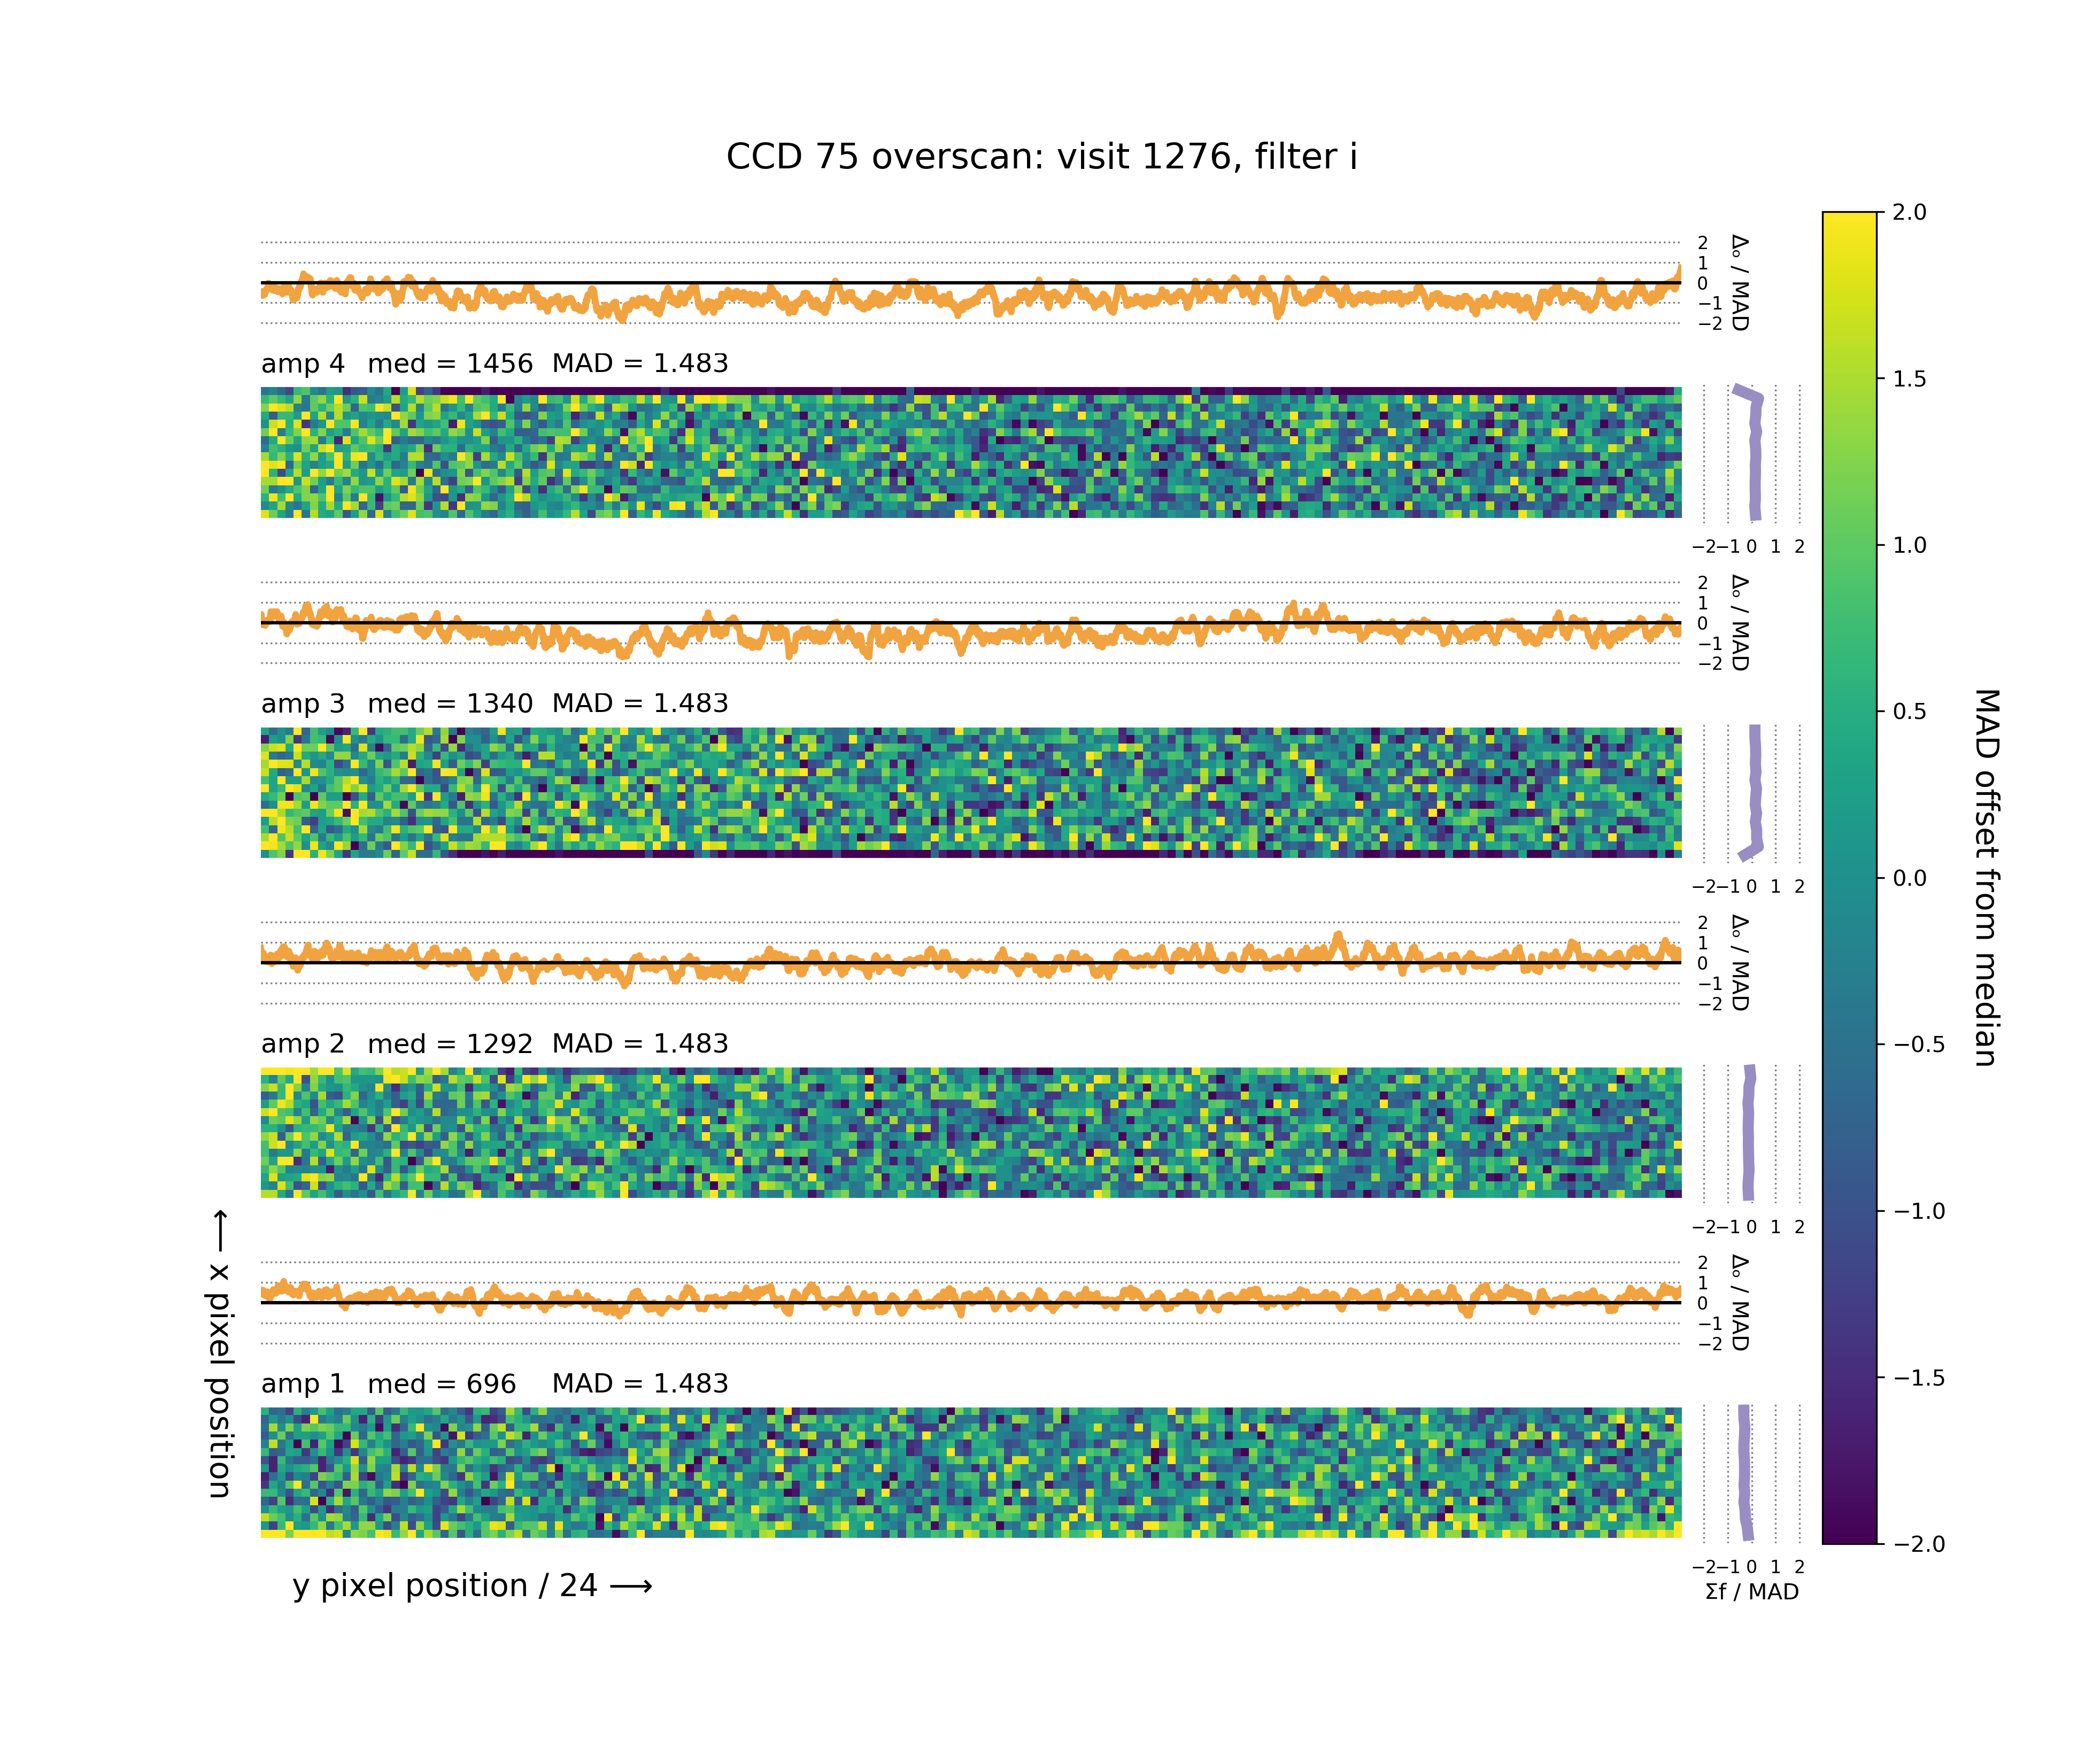 CCD 75 overscan: visit 1276, filter i
2
1
0
−1
−2
Δₒ / MAD
amp 4 med = 1456 MAD = 1.483
−2 −1 0 1 2
2
1
0
−1
−2
Δₒ / MAD
amp 3 med = 1340 MAD = 1.483
−2 −1 0 1 2
2
1
0
−1
−2
Δₒ / MAD
amp 2 med = 1292 MAD = 1.483
−2 −1 0 1 2
2
1
0
−1
−2
Δₒ / MAD
amp 1 med = 696 MAD = 1.483
−2 −1 0 1 2
Σf / MAD
y pixel position / 24 ⟶
⟵ x pixel position
2.0
1.5
1.0
0.5
0.0
−0.5
−1.0
−1.5
−2.0
MAD offset from median